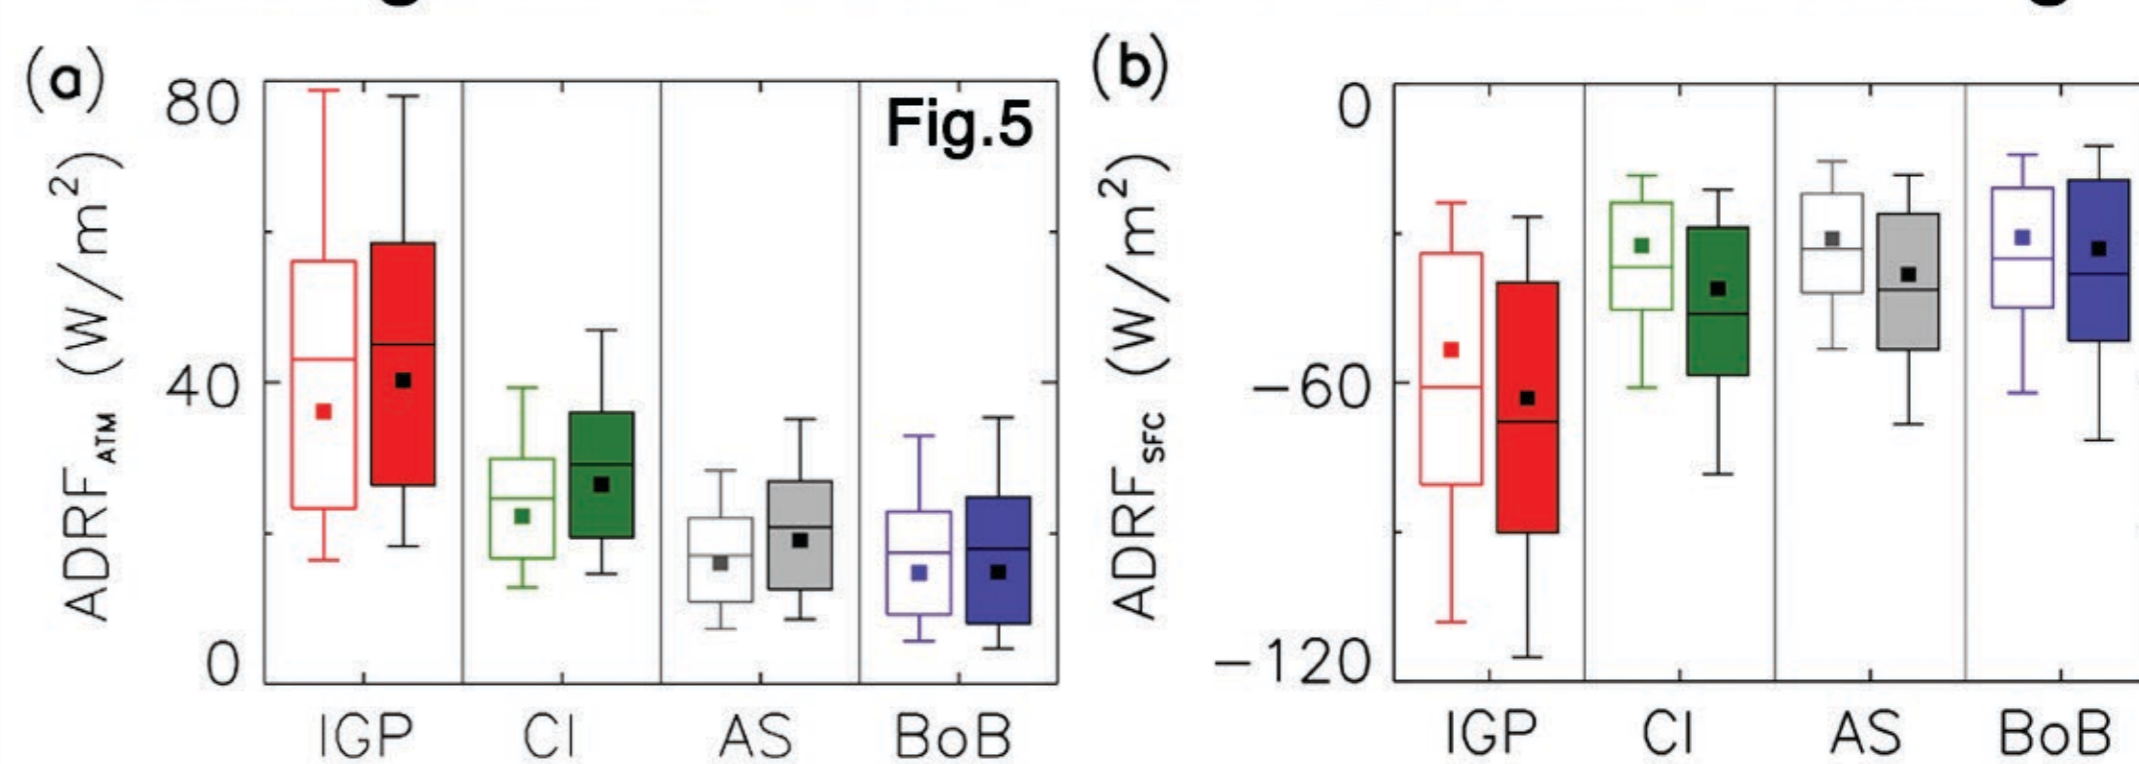 (a)
80
40
0
ADRF_ATM (W/m²)
Fig.5
IGP CI AS BoB
(b)
0
−60
−120
ADRF_SFC (W/m²)
IGP CI AS BoB